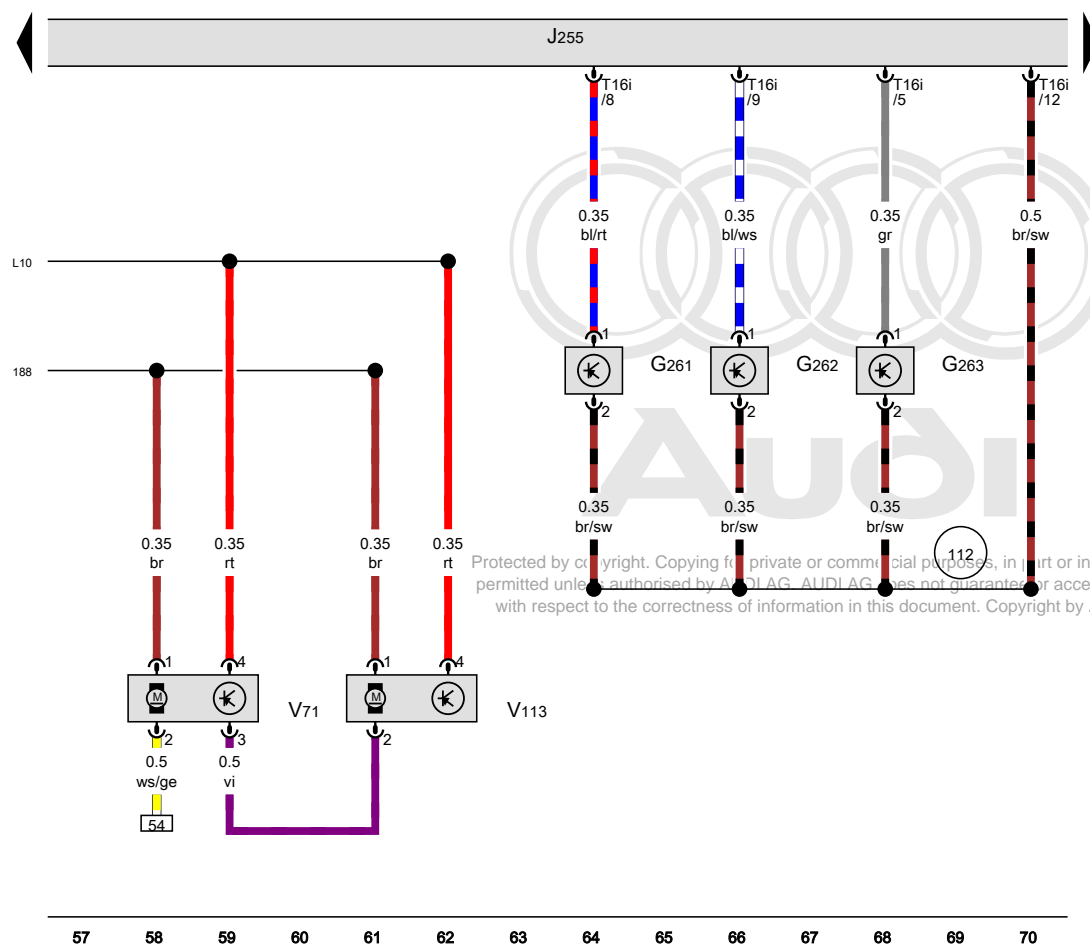 J255
T16i
/8
T16i
/9
T16i
/5
T16i
/12
0.35
bl/rt
0.35
bl/ws
0.35
gr
0.5
br/sw
L10
1
1
1
G261
G262
G263
188
2
2
2
Audi
0.35
br/sw
0.35
br/sw
0.35
br/sw
0.35
br
0.35
rt
0.35
br
0.35
rt
112
Protected by copyright. Copying for private or commercial purposes, in part or in
permitted unless authorised by AUDI AG. AUDI AG does not guarantee or acce
with respect to the correctness of information in this document. Copyright by
1
4
1
4
M
M
V71
V113
2
3
2
0.5
ws/ge
0.5
vi
54
57 58 59 60 61 62 63 64 65 66 67 68 69 70